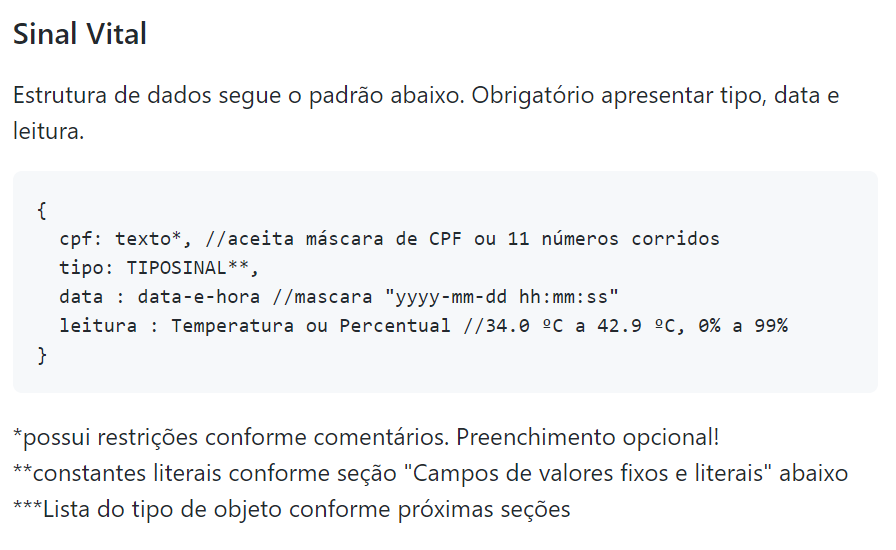 Sinal Vital
Estrutura de dados segue o padrão abaixo. Obrigatório apresentar tipo, data e
leitura.
{
  cpf: texto*, //aceita máscara de CPF ou 11 números corridos
  tipo: TIPOSINAL**,
  data : data-e-hora //mascara "yyyy-mm-dd hh:mm:ss"
  leitura : Temperatura ou Percentual //34.0 ºC a 42.9 ºC, 0% a 99%
}
*possui restrições conforme comentários. Preenchimento opcional!
**constantes literais conforme seção "Campos de valores fixos e literais" abaixo
***Lista do tipo de objeto conforme próximas seções